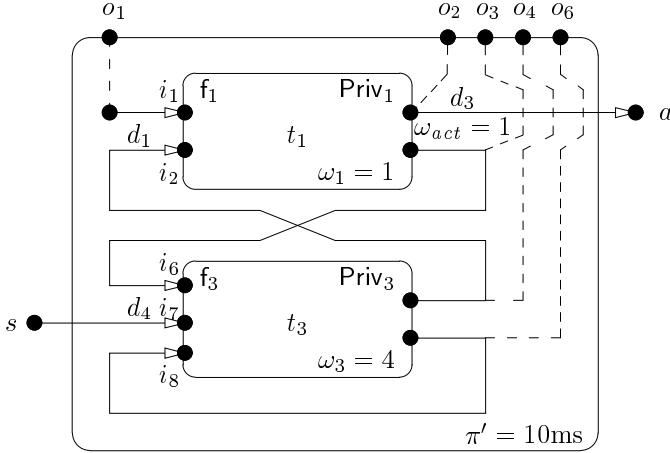 o₁ o₂ o₃ o₄ o₆
i₁ f₁ Priv₁
d₃ a
d₁ t₁ ω_act = 1
i₂ ω₁ = 1
i₆ f₃ Priv₃
s d₄ i₇ t₃
i₈ ω₃ = 4
π′ = 10ms